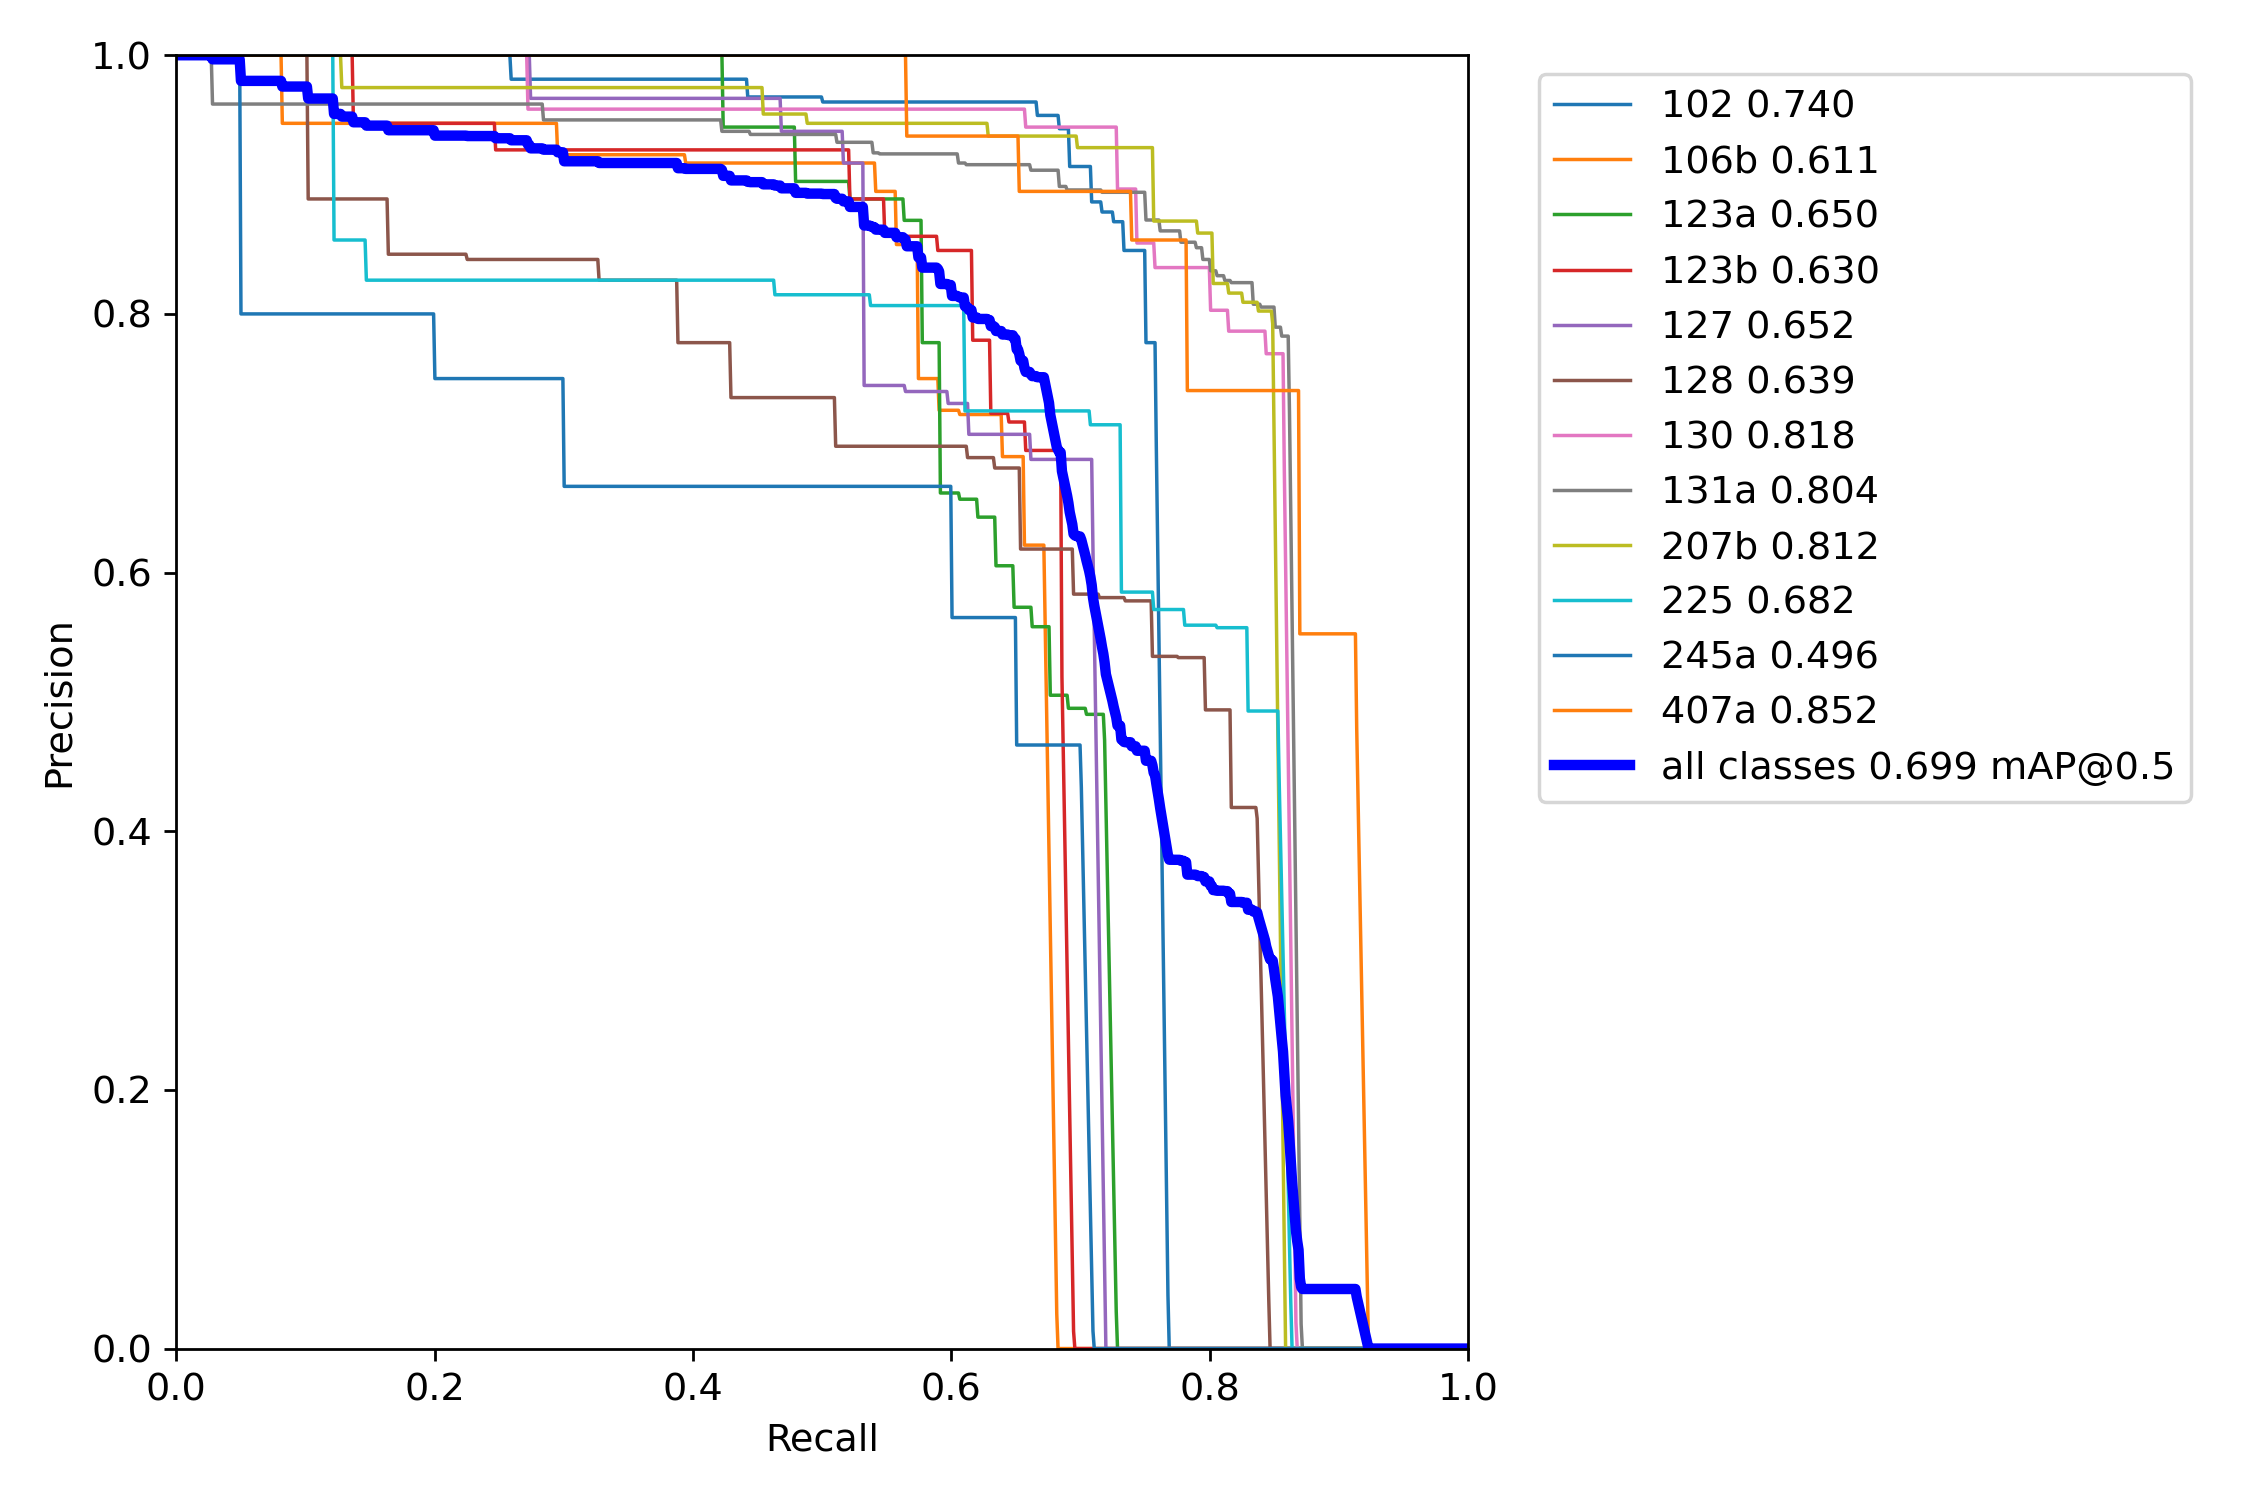 1.0
0.8
0.6
0.4
0.2
0.0
Precision
0.0 0.2 0.4 0.6 0.8 1.0
Recall
102 0.740
106b 0.611
123a 0.650
123b 0.630
127 0.652
128 0.639
130 0.818
131a 0.804
207b 0.812
225 0.682
245a 0.496
407a 0.852
all classes 0.699 mAP@0.5